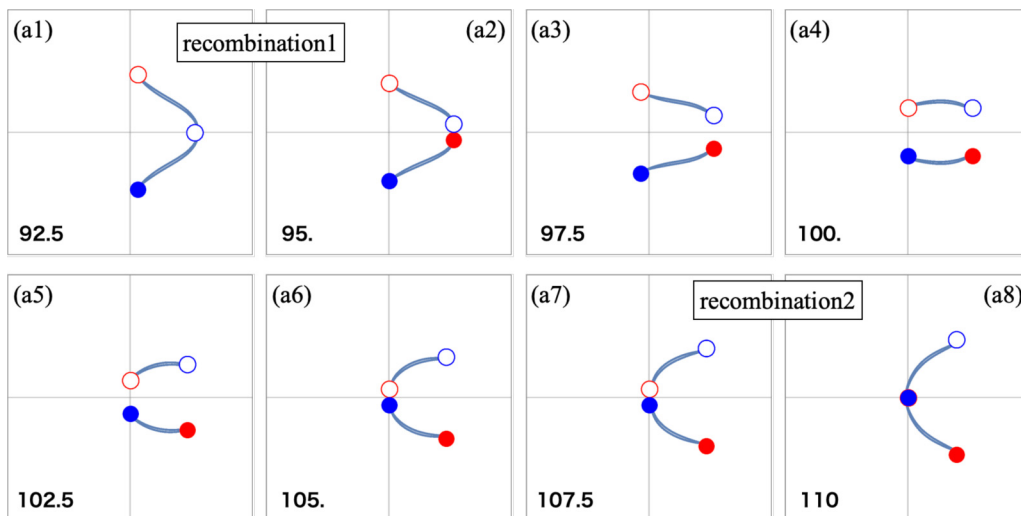 (a1)
recombination1
(a2)
(a3)
(a4)
92.5
95.
97.5
100.
(a5)
(a6)
(a7)
recombination2
(a8)
102.5
105.
107.5
110